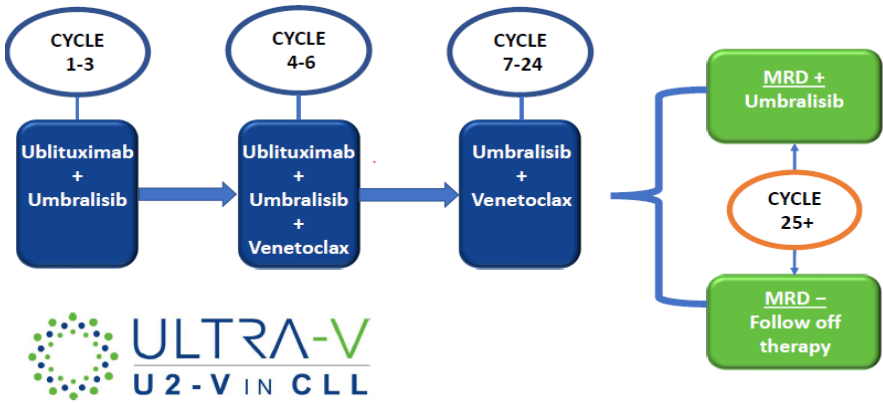 CYCLE
1-3
CYCLE
4-6
CYCLE
7-24
Ublituximab
+
Umbralisib
Ublituximab
+
Umbralisib
+
Venetoclax
Umbralisib
+
Venetoclax
MRD +
Umbralisib
CYCLE
25+
MRD –
Follow off
therapy
ULTRA-V
U2-V IN CLL